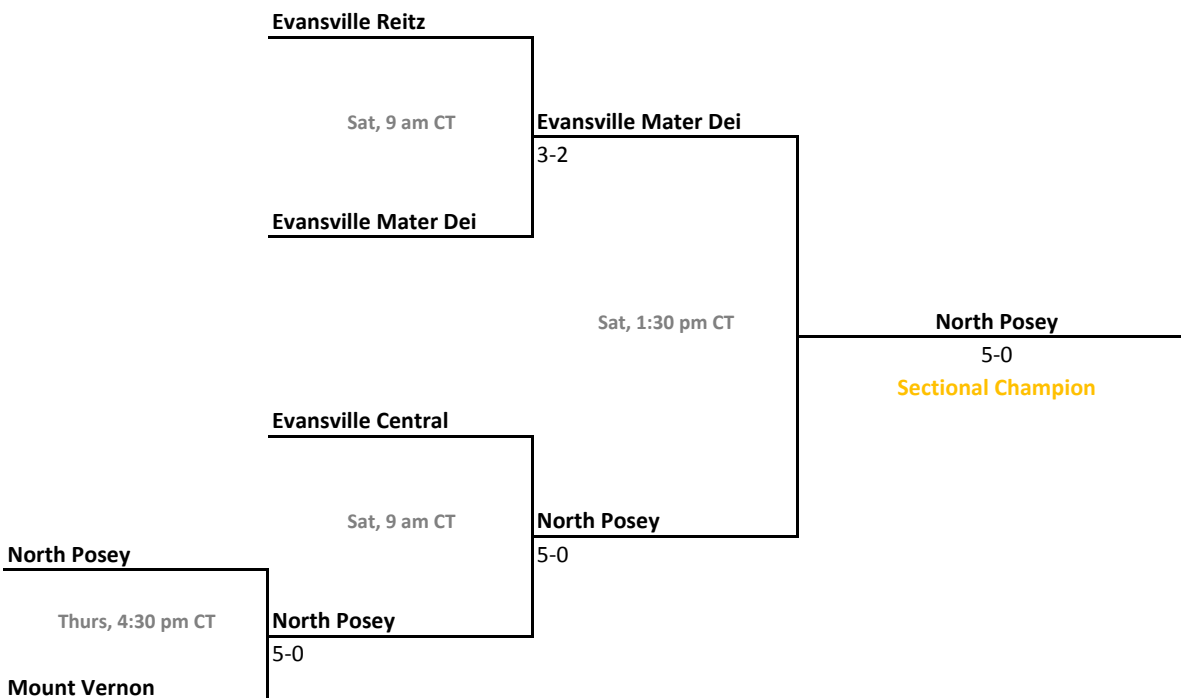 Evansville Reitz
Sat, 9 am CT
Evansville Mater Dei
3-2
Evansville Mater Dei
Sat, 1:30 pm CT
North Posey
5-0
Sectional Champion
Evansville Central
Sat, 9 am CT
North Posey
5-0
North Posey
Thurs, 4:30 pm CT
North Posey
5-0
Mount Vernon